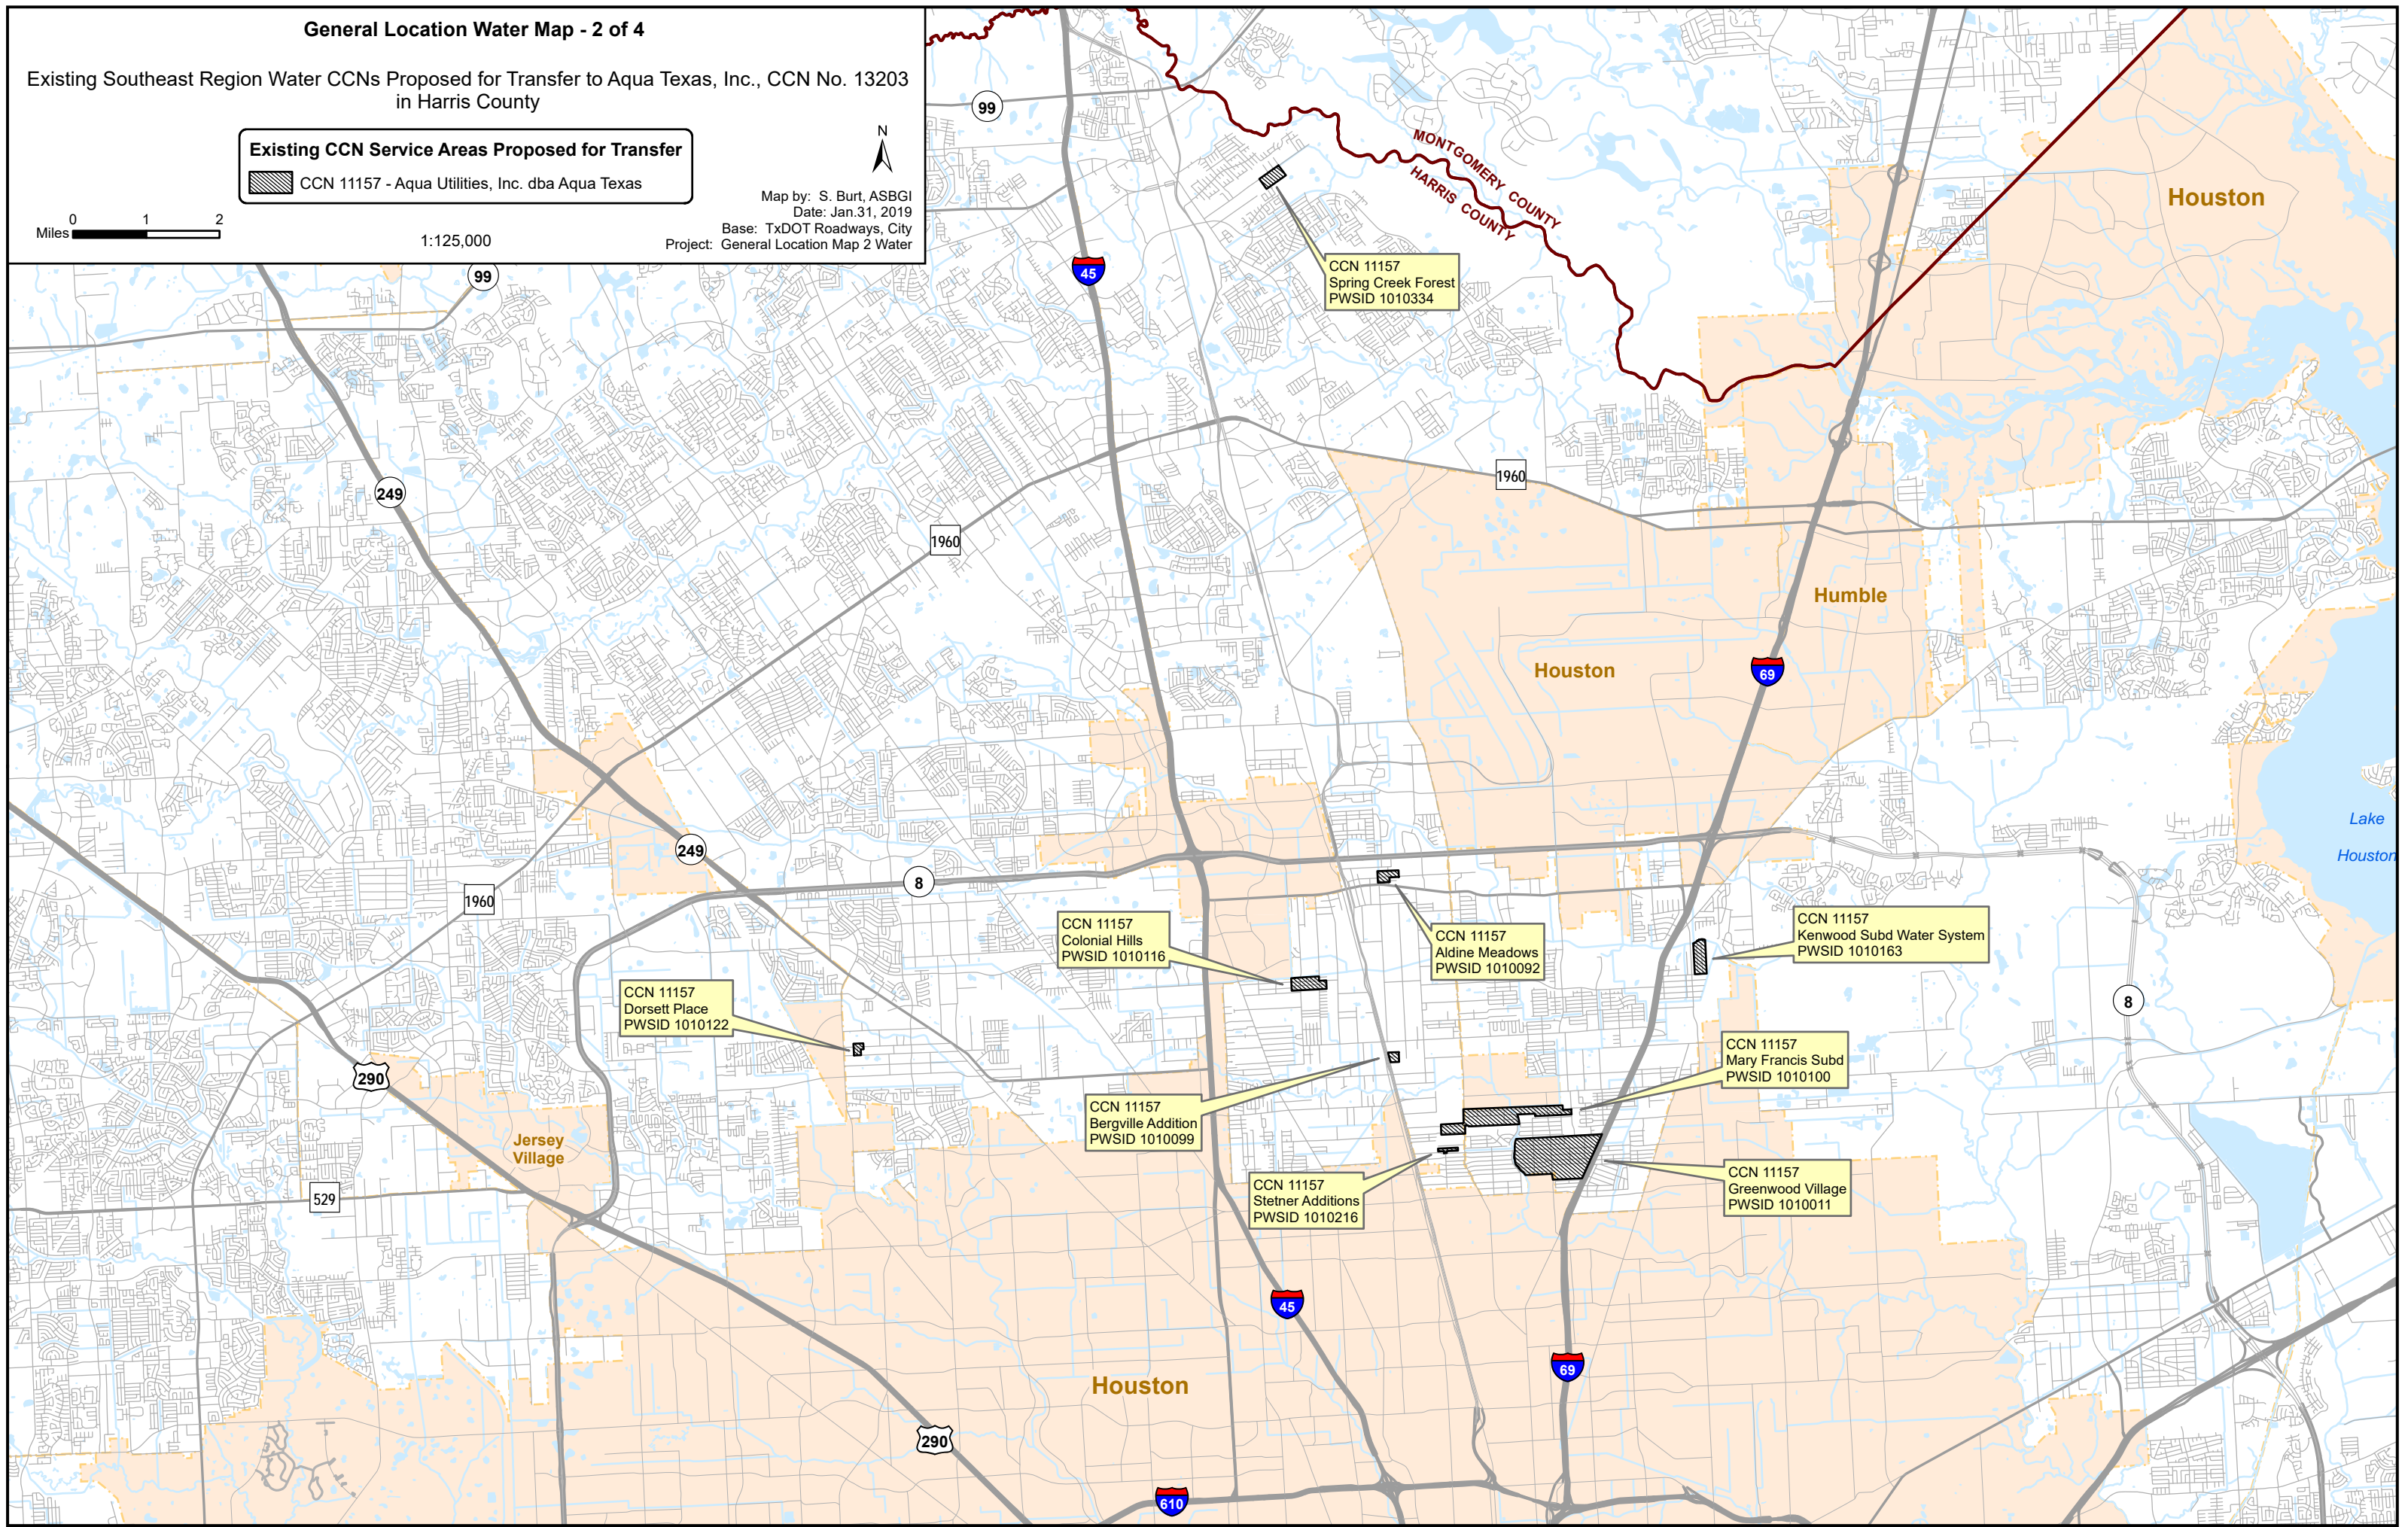 General Location Water Map - 2 of 4
Existing Southeast Region Water CCNs Proposed for Transfer to Aqua Texas, Inc., CCN No. 13203
in Harris County
Existing CCN Service Areas Proposed for Transfer
CCN 11157 - Aqua Utilities, Inc. dba Aqua Texas
N
0 1 2
Miles
1:125,000
Map by: S. Burt, ASBGI
Date: Jan.31, 2019
Base: TxDOT Roadways, City
Project: General Location Map 2 Water
99
MONTGOMERY COUNTY
HARRIS COUNTY
Houston
99
45
CCN 11157
Spring Creek Forest
PWSID 1010334
249
1960
1960
Humble
Houston
69
Lake
Houston
249
8
1960
CCN 11157
Colonial Hills
PWSID 1010116
CCN 11157
Aldine Meadows
PWSID 1010092
CCN 11157
Kenwood Subd Water System
PWSID 1010163
CCN 11157
Dorsett Place
PWSID 1010122
8
290
CCN 11157
Mary Francis Subd
PWSID 1010100
CCN 11157
Bergville Addition
PWSID 1010099
Jersey
Village
529
CCN 11157
Stetner Additions
PWSID 1010216
CCN 11157
Greenwood Village
PWSID 1010011
45
69
Houston
290
610